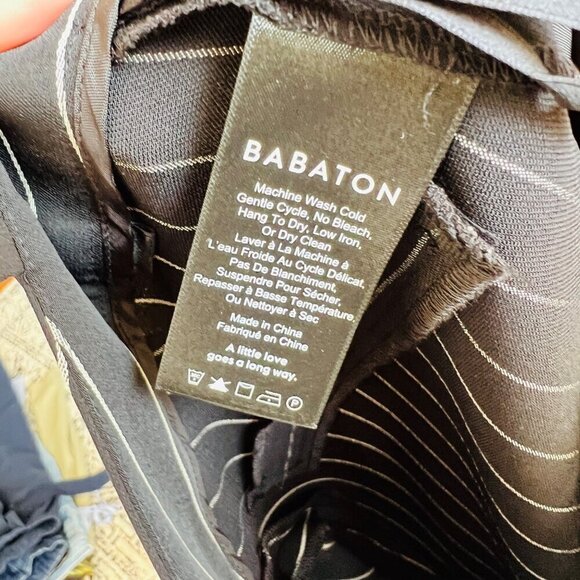 BABATON
Machine Wash Cold
Gentle Cycle, No Bleach,
Hang To Dry, Low Iron,
Or Dry Clean
Laver à La Machine à
L'eau Froide Au Cycle Délicat,
Pas De Blanchiment,
Suspendre Pour Sécher,
Repasser à Basse Température,
Ou Nettoyer à Sec
Made in China
Fabriqué en China
A little love
goes a long way.
P